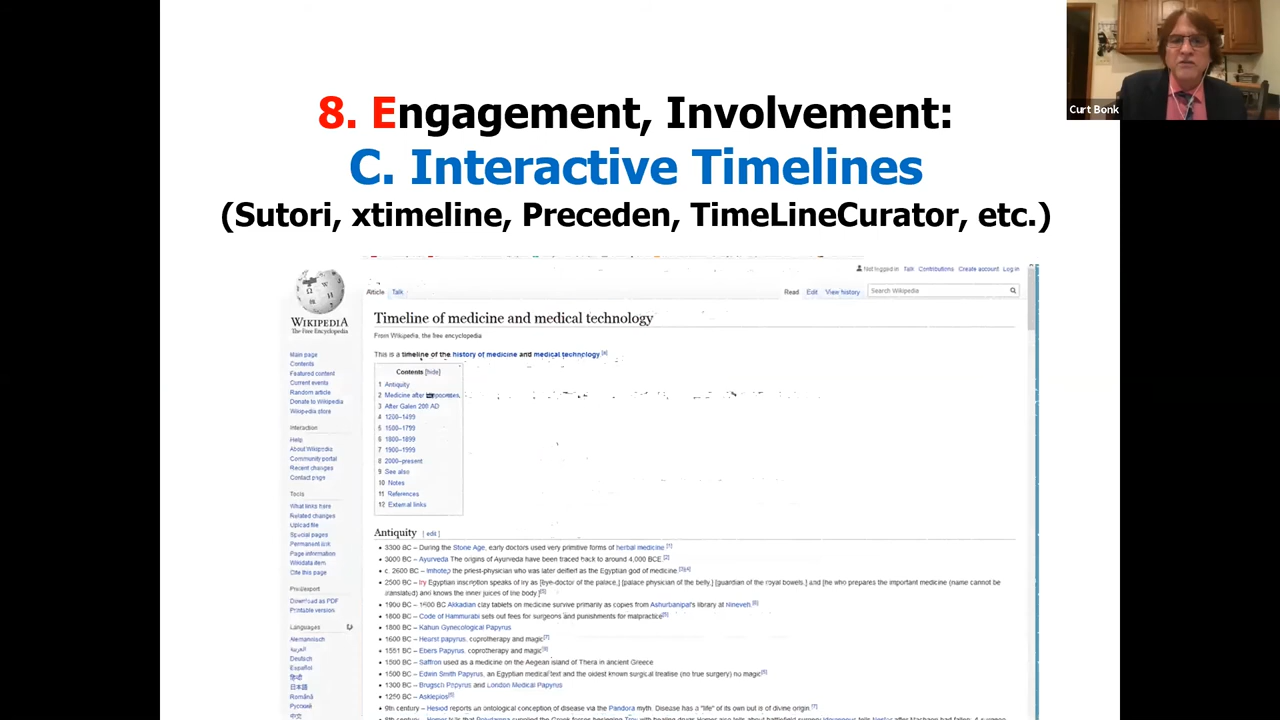 8. Engagement, Involvement:
C. Interactive Timelines
(Sutori, xtimeline, Preceden, TimeLineCurator, etc.)
Curt Bonk
Not logged in Talk Contributions Create account Log in
Article Talk
Read Edit View history Search Wikipedia
WIKIPEDIA
The Free Encyclopedia
Main page
Contents
Featured content
Current events
Random article
Donate to Wikipedia
Wikipedia store
Interaction
Help
About Wikipedia
Community portal
Recent changes
Contact page
Tools
What links here
Related changes
Upload file
Special pages
Permanent link
Page information
Wikidata item
Cite this page
Print/export
Download as PDF
Printable version
Languages
Alemannisch
العربية
Deutsch
Español
हिन्दी
日本語
Română
Русский
中文
Timeline of medicine and medical technology
From Wikipedia, the free encyclopedia
This is a timeline of the history of medicine and medical technology.
Contents [hide]
1 Antiquity
2 Medicine after
3 After Galen 200 AD
4 1200–1499
5 1500–1799
6 1800–1899
7 1900–1999
8 2000–present
9 See also
10 Notes
11 References
12 External links
Antiquity [ edit ]
• 3300 BC – During the Stone Age, early doctors used very primitive forms of herbal medicine.[1]
• 3000 BC – Ayurveda The origins of Ayurveda have been traced back to around 4,000 BCE.[2]
• c. 2600 BC – Imhotep the priest-physician who was later deified as the Egyptian god of medicine.[3][4]
• 2500 BC – Iry Egyptian inscription speaks of Iry as [eye-doctor of the palace,] [palace physician of the belly,] [guardian of the royal bowels,] and [he who prepares the important medicine (name cannot be
translated) and knows the inner juices of the body.][5]
• 1900 BC – 1600 BC Akkadian clay tablets on medicine survive primarily as copies from Ashurbanipal's library at Nineveh.[6]
• 1800 BC – Code of Hammurabi sets out fees for surgeons and punishments for malpractice[5]
• 1800 BC – Kahun Gynecological Papyrus
• 1600 BC – Hearst papyrus, coprotherapy and magic[7]
• 1551 BC – Ebers Papyrus, coprotherapy and magic[8]
• 1500 BC – Saffron used as a medicine on the Aegean island of Thera in ancient Greece
• 1500 BC – Edwin Smith Papyrus, an Egyptian medical text and the oldest known surgical treatise (no true surgery) no magic[6]
• 1300 BC – Brugsch Papyrus and London Medical Papyrus
• 1250 BC – Asklepios[5]
• 9th century – Hesiod reports an ontological conception of disease via the Pandora myth. Disease has a "life" of its own but is of divine origin.[7]